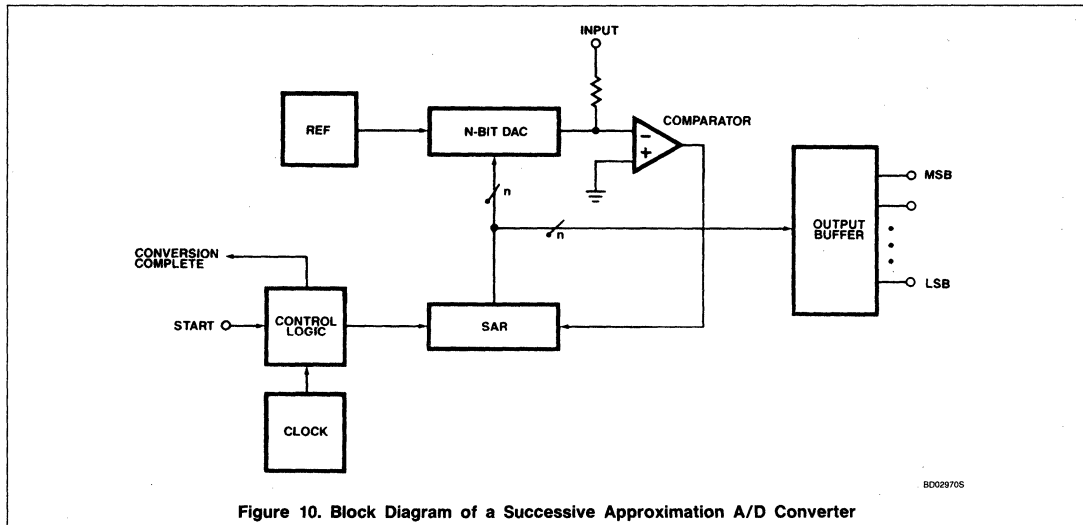 INPUT
COMPARATOR
REF
N-BIT DAC
−
+
n
n
MSB
OUTPUT
BUFFER
LSB
CONVERSION
COMPLETE
START
CONTROL
LOGIC
SAR
CLOCK
BD02970S
Figure 10. Block Diagram of a Successive Approximation A/D Converter